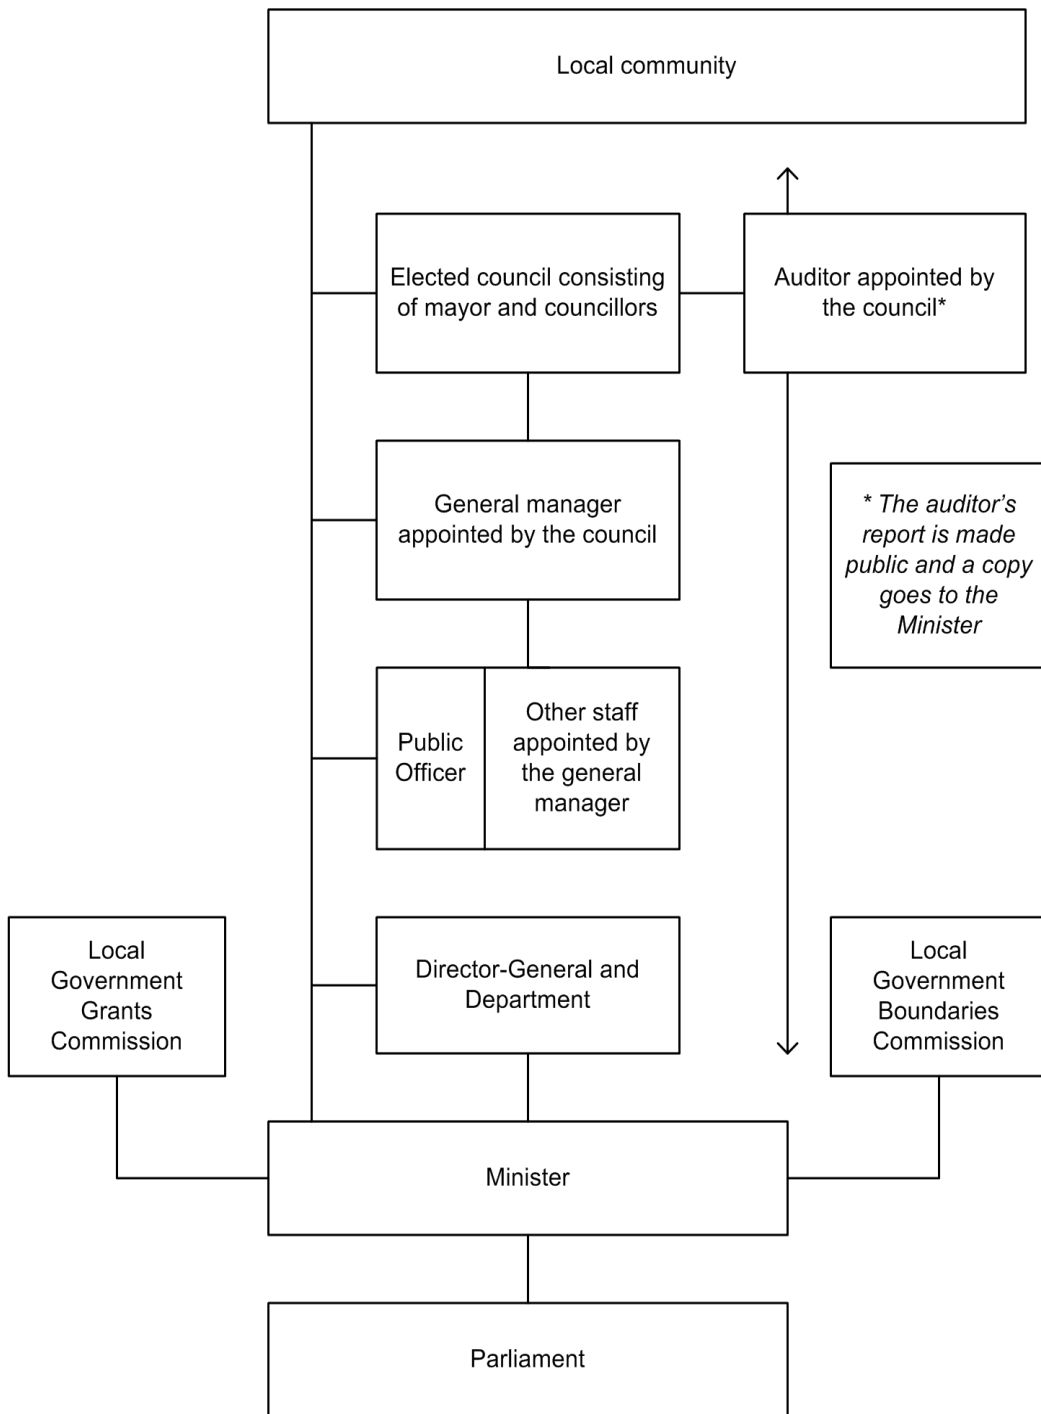 Local community
Elected council consisting
of mayor and councillors
Auditor appointed by
the council*
General manager
appointed by the council
* The auditor’s
report is made
public and a copy
goes to the
Minister
Public
Officer
Other staff
appointed by
the general
manager
Local
Government
Grants
Commission
Director-General and
Department
Local
Government
Boundaries
Commission
Minister
Parliament